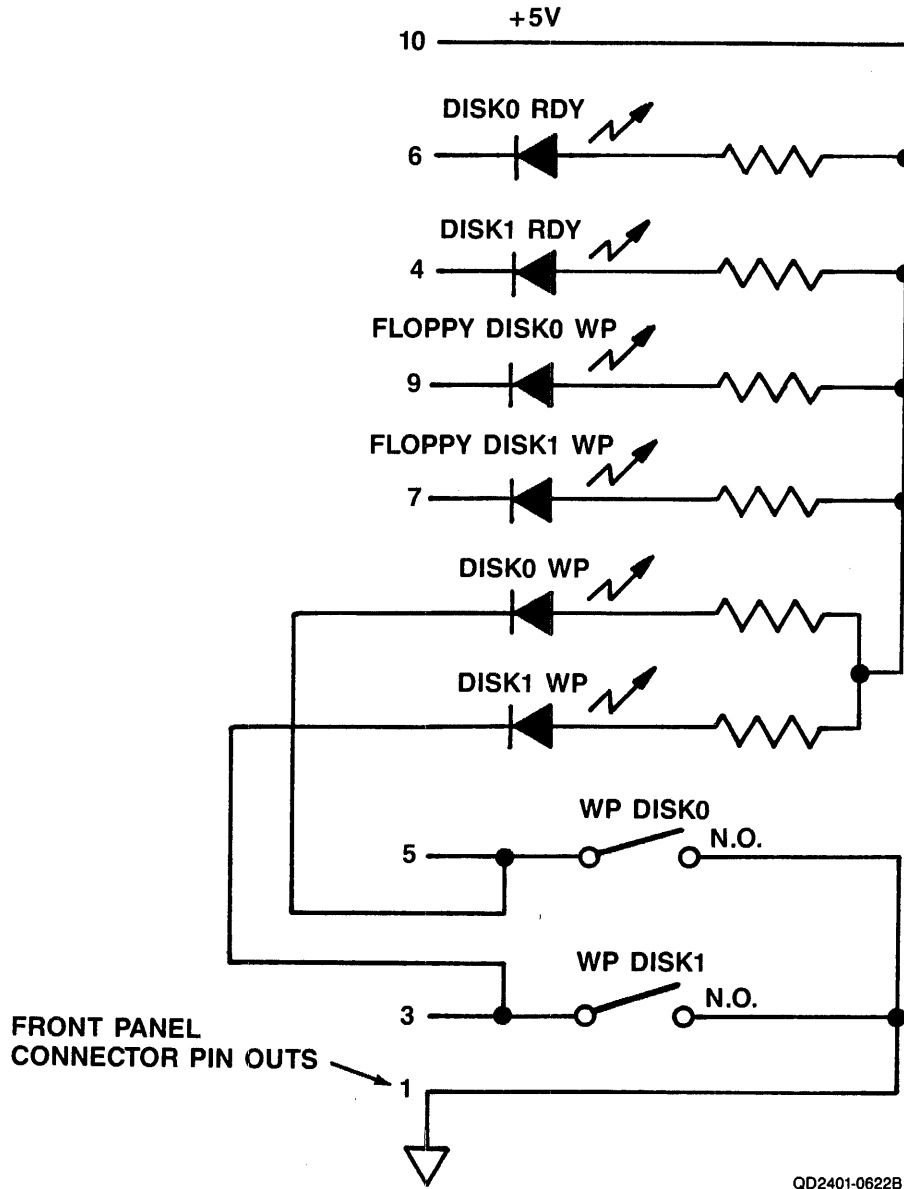 +5V
10
DISK0 RDY
6
DISK1 RDY
4
FLOPPY DISK0 WP
9
FLOPPY DISK1 WP
7
DISK0 WP
DISK1 WP
WP DISK0
5
N.O.
WP DISK1
3
N.O.
FRONT PANEL
CONNECTOR PIN OUTS
1
QD2401-0622B